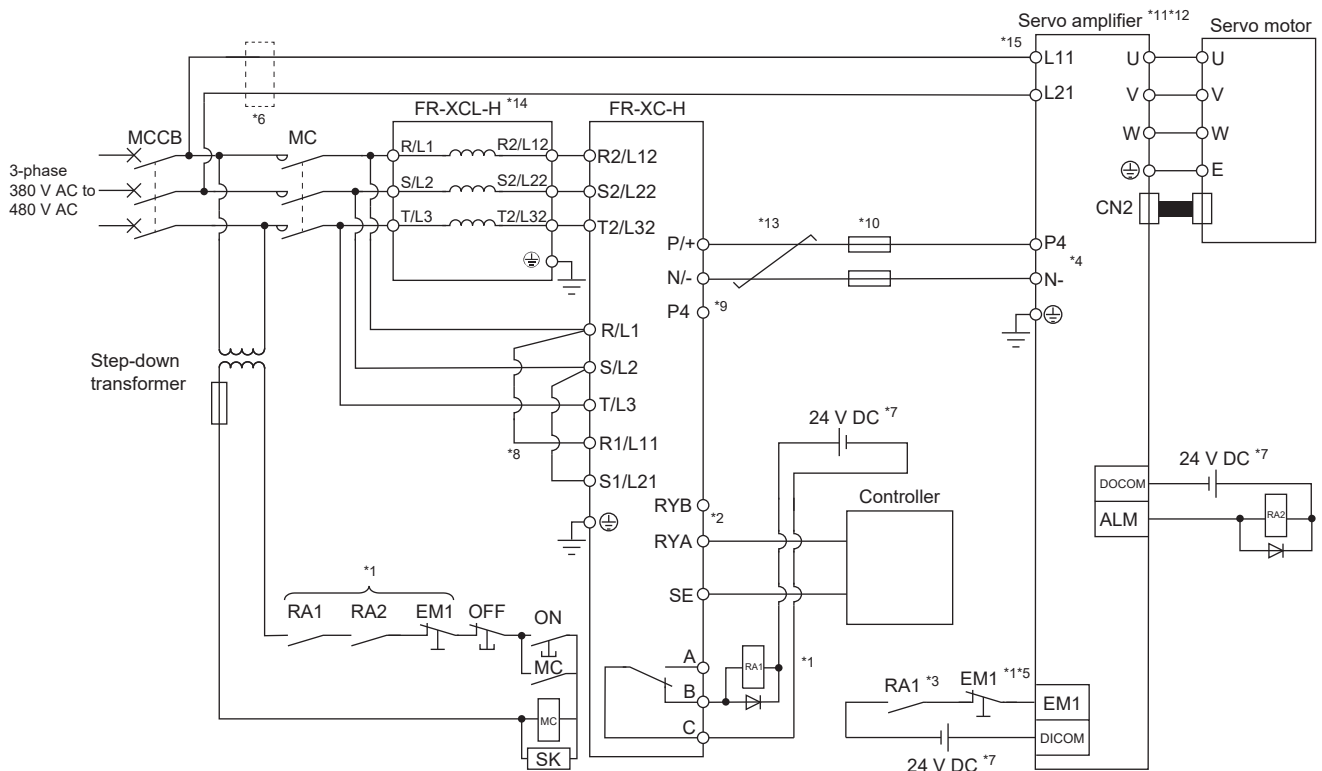 Servo amplifier *11*12
Servo motor
*15
L11
U
U
L21
V
V
*6
FR-XCL-H *14
FR-XC-H
W
W
MCCB
MC
R/L1
R2/L12
R2/L12
E
3-phase
380 V AC to
480 V AC
S/L2
S2/L22
S2/L22
CN2
T/L3
T2/L32
T2/L32
*13
*10
P/+
P4
*4
N/-
N-
P4
*9
R/L1
Step-down
transformer
S/L2
T/L3
24 V DC *7
*8
R1/L11
S1/L21
24 V DC *7
DOCOM
RA2
ALM
Controller
RYB
*2
RYA
SE
*1
RA1
RA2
EM1
OFF
ON
MC
A
RA1
*1
B
RA1 *3
EM1 *1*5
EM1
MC
C
DICOM
SK
24 V DC *7